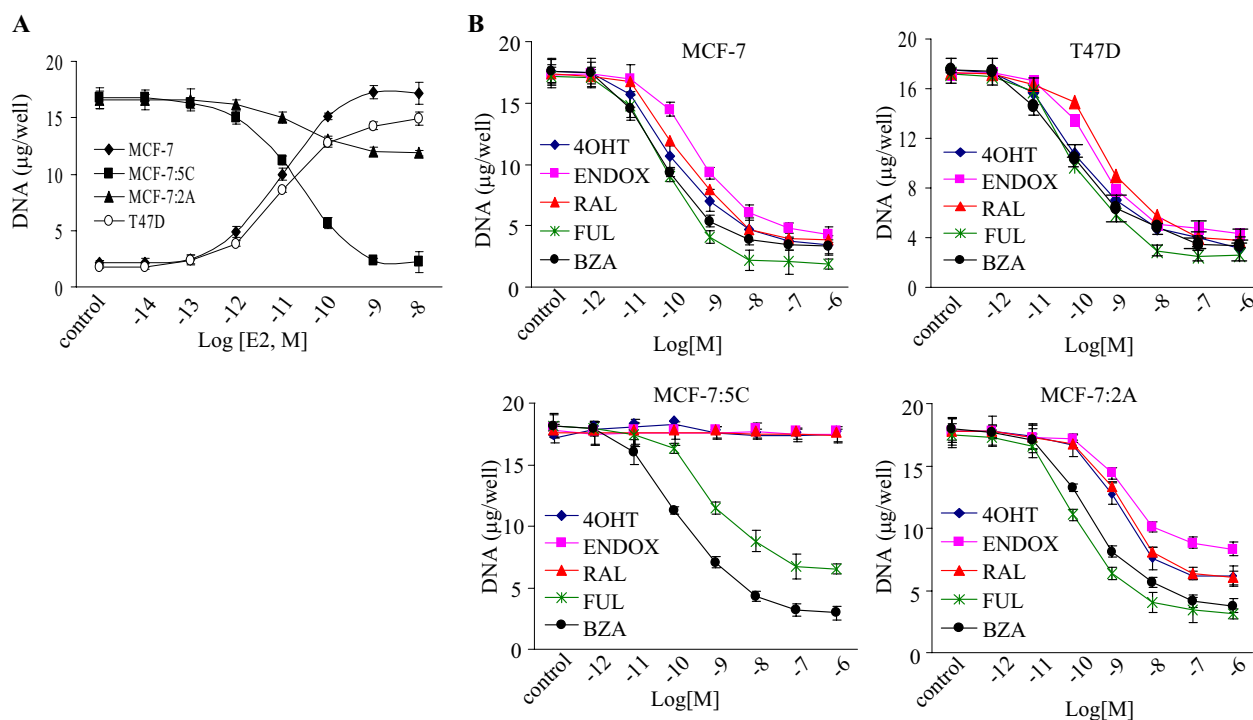 A
DNA (µg/well)
20
15
10
5
0
MCF-7
MCF-7:5C
MCF-7:2A
T47D
control
-14
-13
-12
-11
-10
-9
-8
Log [E2, M]
B
MCF-7
DNA (µg/well)
20
15
10
5
0
4OHT
ENDOX
RAL
FUL
BZA
control
-12
-11
-10
-9
-8
-7
-6
Log[M]
T47D
DNA (µg/well)
20
16
12
8
4
0
4OHT
ENDOX
RAL
FUL
BZA
control
-12
-11
-10
-9
-8
-7
-6
Log[M]
MCF-7:5C
DNA (µg/well)
20
15
10
5
0
4OHT
ENDOX
RAL
FUL
BZA
control
-12
-11
-10
-9
-8
-7
-6
Log[M]
MCF-7:2A
DNA (µg/well)
20
15
10
5
0
4OHT
ENDOX
RAL
FUL
BZA
control
-12
-11
-10
-9
-8
-7
-6
Log[M]